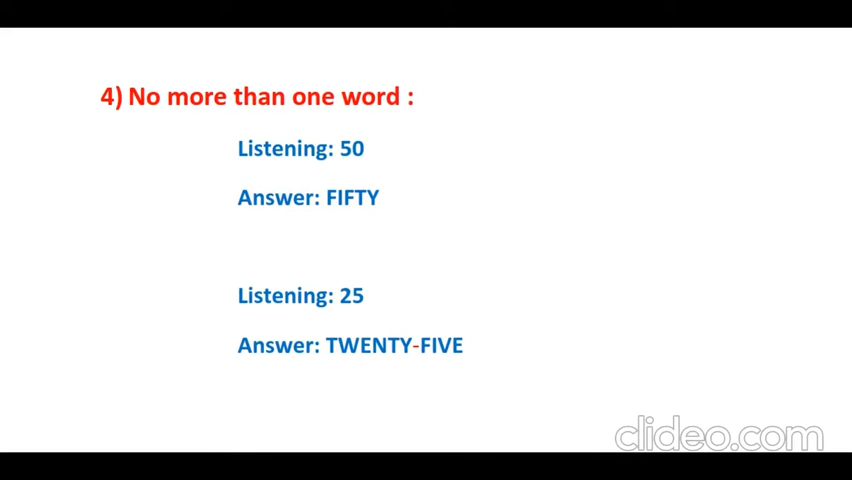 4) No more than one word :
Listening: 50
Answer: FIFTY
Listening: 25
Answer: TWENTY-FIVE
clideo.com